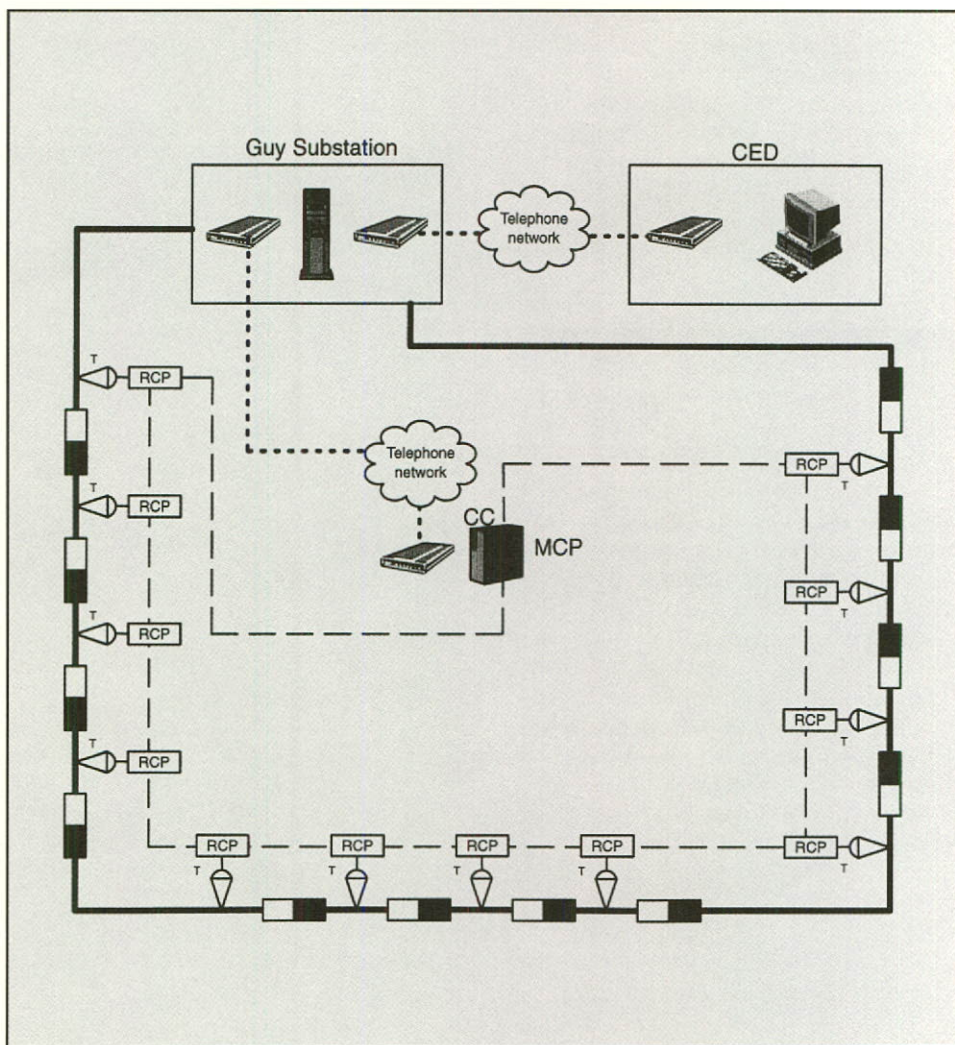 Guy Substation
CED
Telephone
network
T
RCP
Telephone
network
RCP
T
CC
MCP
T
RCP
RCP
T
T
RCP
RCP
T
T
RCP
RCP
RCP
RCP
RCP
RCP
T
T
T
T
T